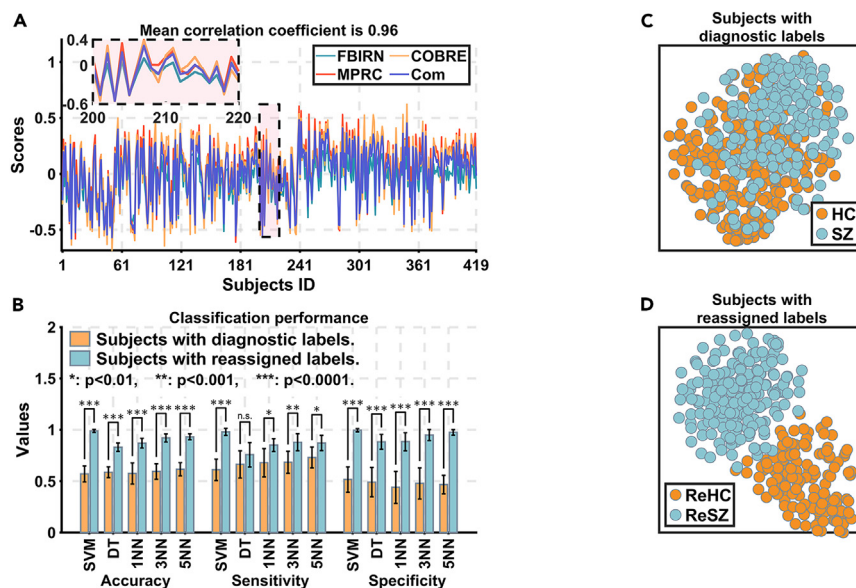 A
Mean correlation coefficient is 0.96
FBIRN COBRE
MPRC Com
0.4
0
-0.6
200 210 220
1
0.5
0
-0.5
Scores
1 61 121 181 241 301 361 419
Subjects ID
B
Classification performance
Subjects with diagnostic labels.
Subjects with reassigned labels.
*: p<0.01, **: p<0.001, ***: p<0.0001.
2
1.5
1
0.5
0
Values
*** *** *** *** *** *** n.s. * ** * *** *** *** *** ***
SVM DT 1NN 3NN 5NN SVM DT 1NN 3NN 5NN SVM DT 1NN 3NN 5NN
Accuracy Sensitivity Specificity
C
Subjects with
diagnostic labels
HC
SZ
D
Subjects with
reassigned labels
ReHC
ReSZ